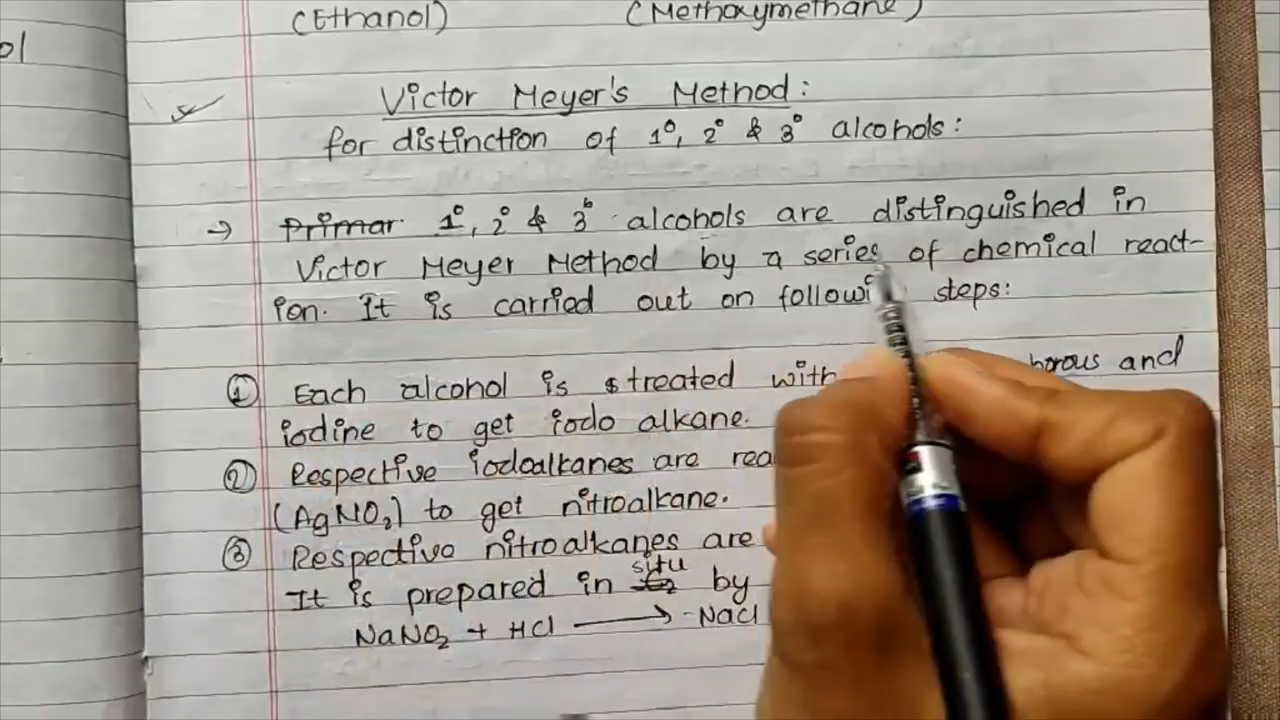 ol
(Ethanol) (Methoxymethane)
Victor Meyer's Method:
for distinction of 1°, 2° & 3° alcohols:
→ Primar 1°, 2° & 3° alcohols are distinguished in
Victor Meyer Method by a series of chemical react-
ion. It is carried out on followi steps:
① Each alcohol is treated with horous and
iodine to get iodo alkane.
② Respective iodoalkanes are rea
(AgNO₂) to get nitroalkane.
③ Respective nitroalkanes are
It is prepared in situ by
NaNO₂ + HCl ⟶ NaCl